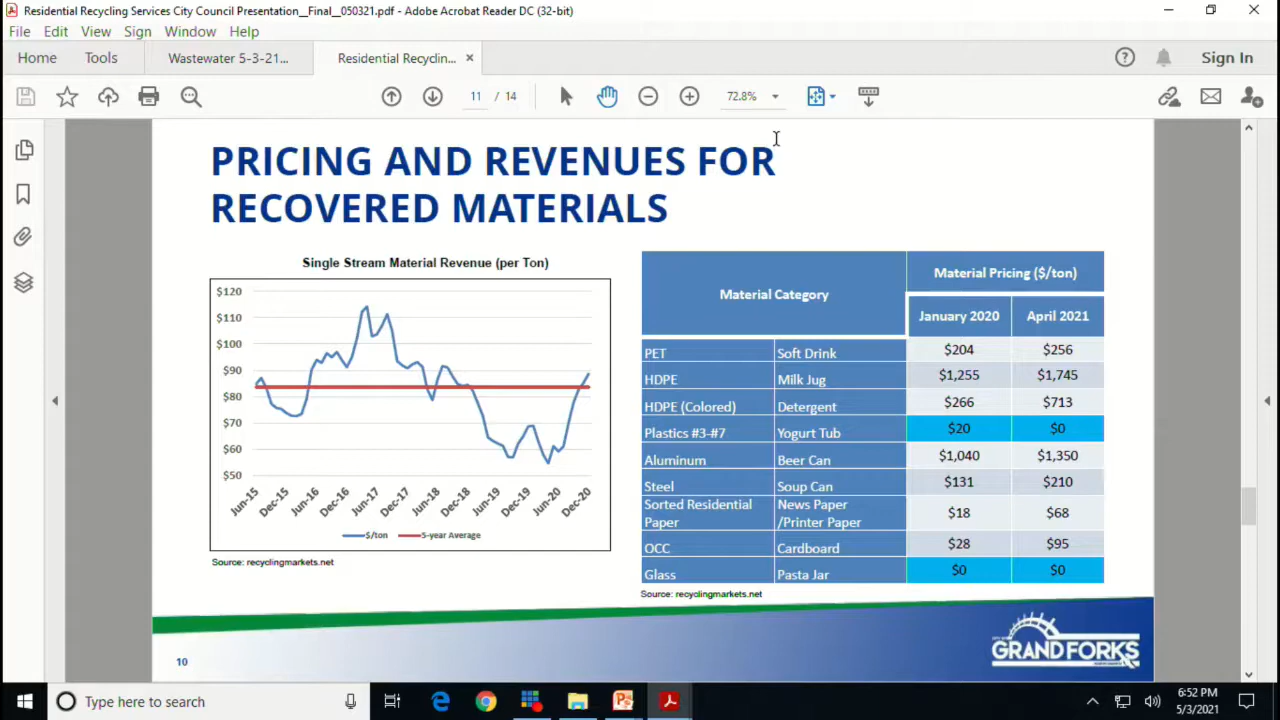 Residential Recycling Services City Council Presentation__Final__050321.pdf - Adobe Acrobat Reader DC (32-bit)
File Edit View Sign Window Help
Home Tools Wastewater 5-3-21... Residential Recyclin... × Sign In
11 / 14 72.8%
PRICING AND REVENUES FOR
RECOVERED MATERIALS
Single Stream Material Revenue (per Ton)
$120
$110
$100
$90
$80
$70
$60
$50
Jun-15 Dec-15 Jun-16 Dec-16 Jun-17 Dec-17 Jun-18 Dec-18 Jun-19 Dec-19 Jun-20 Dec-20
$/ton 5-year Average
Source: recyclingmarkets.net
Material Category Material Pricing ($/ton)
January 2020 April 2021
PET Soft Drink $204 $256
HDPE Milk Jug $1,255 $1,745
HDPE (Colored) Detergent $266 $713
Plastics #3-#7 Yogurt Tub $20 $0
Aluminum Beer Can $1,040 $1,350
Steel Soup Can $131 $210
Sorted Residential News Paper
Paper /Printer Paper $18 $68
OCC Cardboard $28 $95
Glass Pasta Jar $0 $0
Source: recyclingmarkets.net
10
GRAND FORKS
Type here to search
6:52 PM
5/3/2021